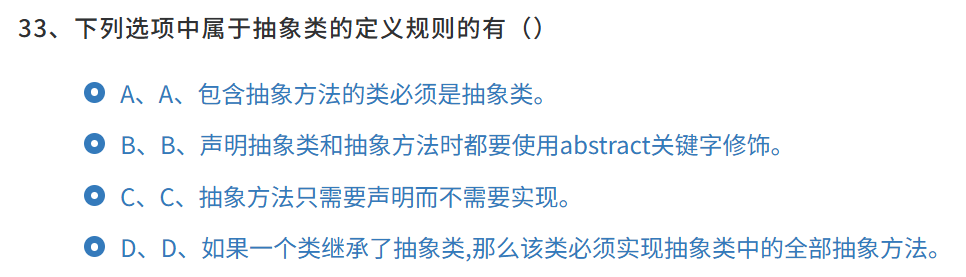 33、下列选项中属于抽象类的定义规则的有（）
A、A、包含抽象方法的类必须是抽象类。
B、B、声明抽象类和抽象方法时都要使用abstract关键字修饰。
C、C、抽象方法只需要声明而不需要实现。
D、D、如果一个类继承了抽象类,那么该类必须实现抽象类中的全部抽象方法。